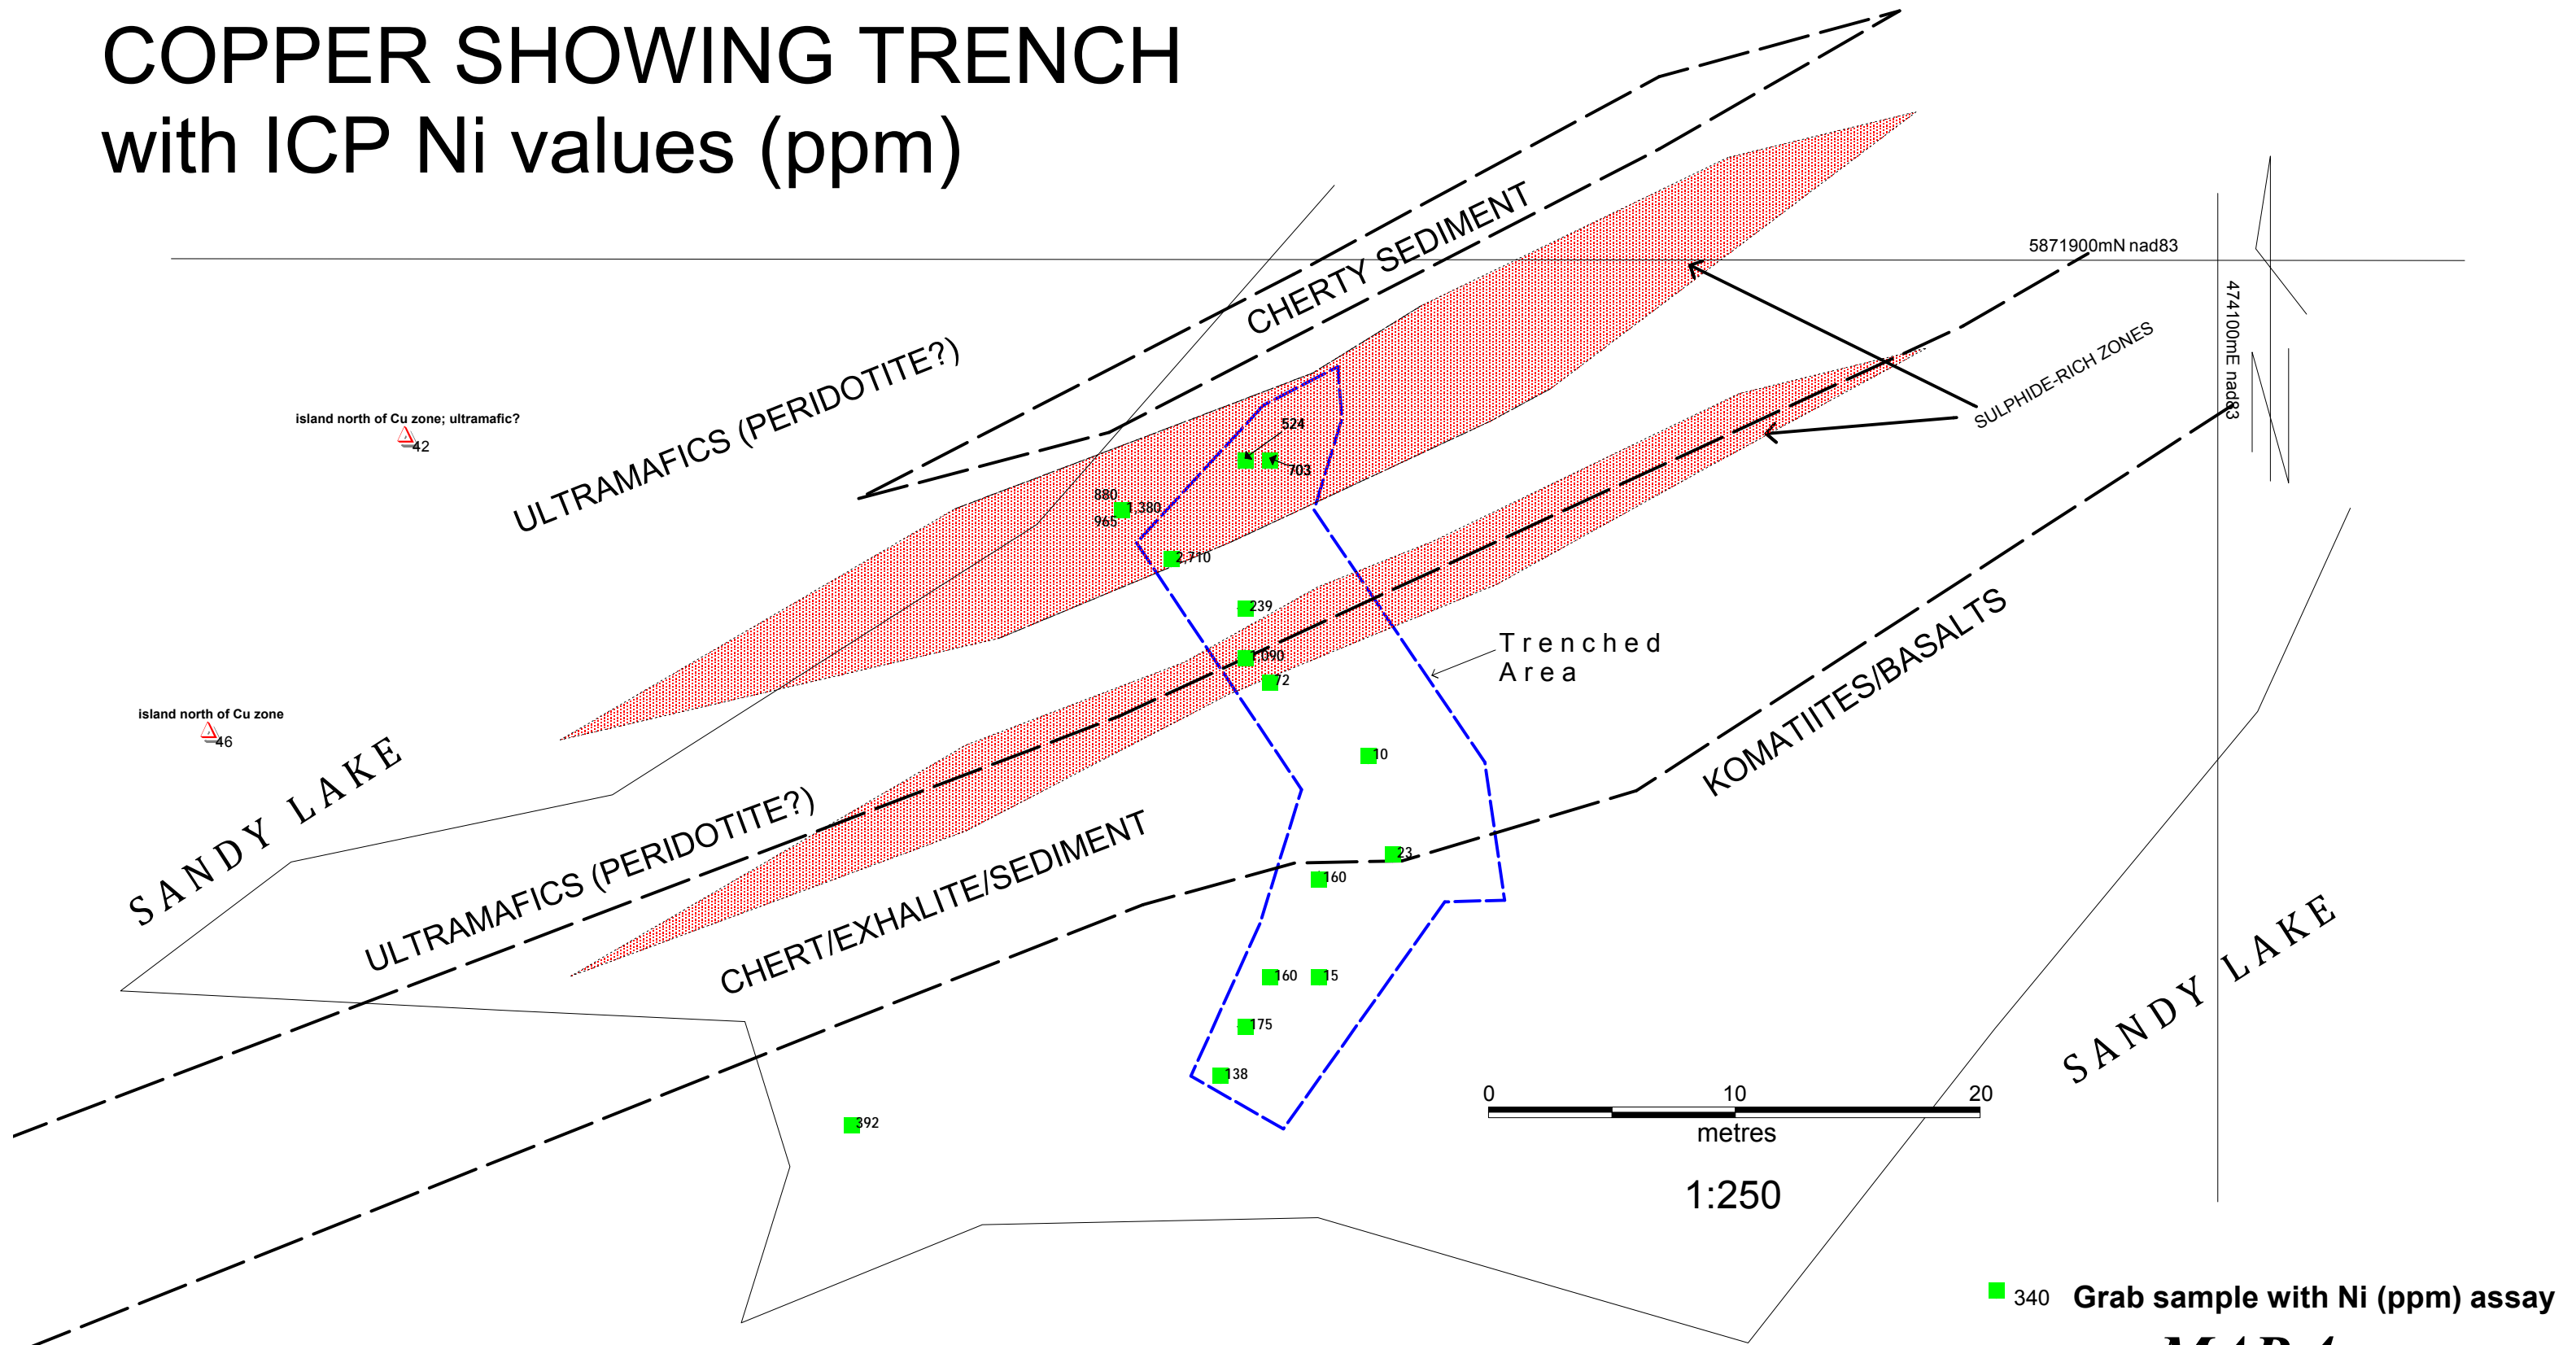 COPPER SHOWING TRENCH
with ICP Ni values (ppm)
CHERTY SEDIMENT
5871900mN nad83
474100mE nad83
SULPHIDE-RICH ZONES
ULTRAMAFICS (PERIDOTITE?)
island north of Cu zone; ultramafic?
42
524
703
880
1,380
965
2,710
239
1,090
72
Trenched
Area
KOMATIITES/BASALTS
island north of Cu zone
46
SANDY LAKE
10
ULTRAMAFICS (PERIDOTITE?)
CHERT/EXHALITE/SEDIMENT
23
160
160
15
175
138
392
SANDY LAKE
0 10 20
metres
1:250
340 Grab sample with Ni (ppm) assay